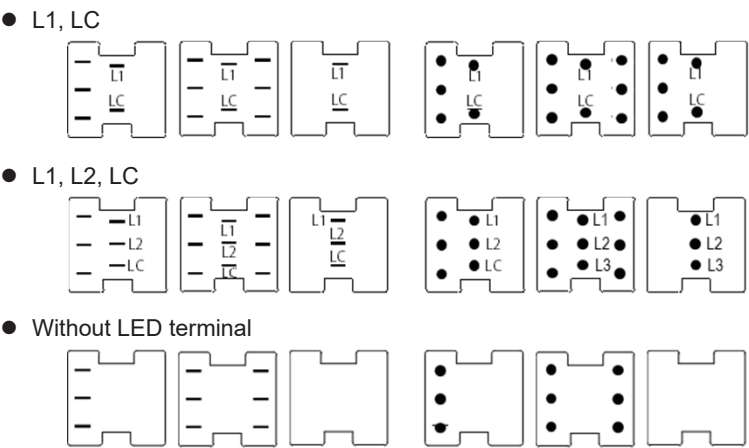 ● L1, LC
L1 L1 L1 L1 L1 L1
LC LC LC LC LC LC
● L1, L2, LC
L1 L1 L1 L1 L1 L1
L2 L2 L2 L2 L2 L2
LC LC LC LC L3 L3
● Without LED terminal